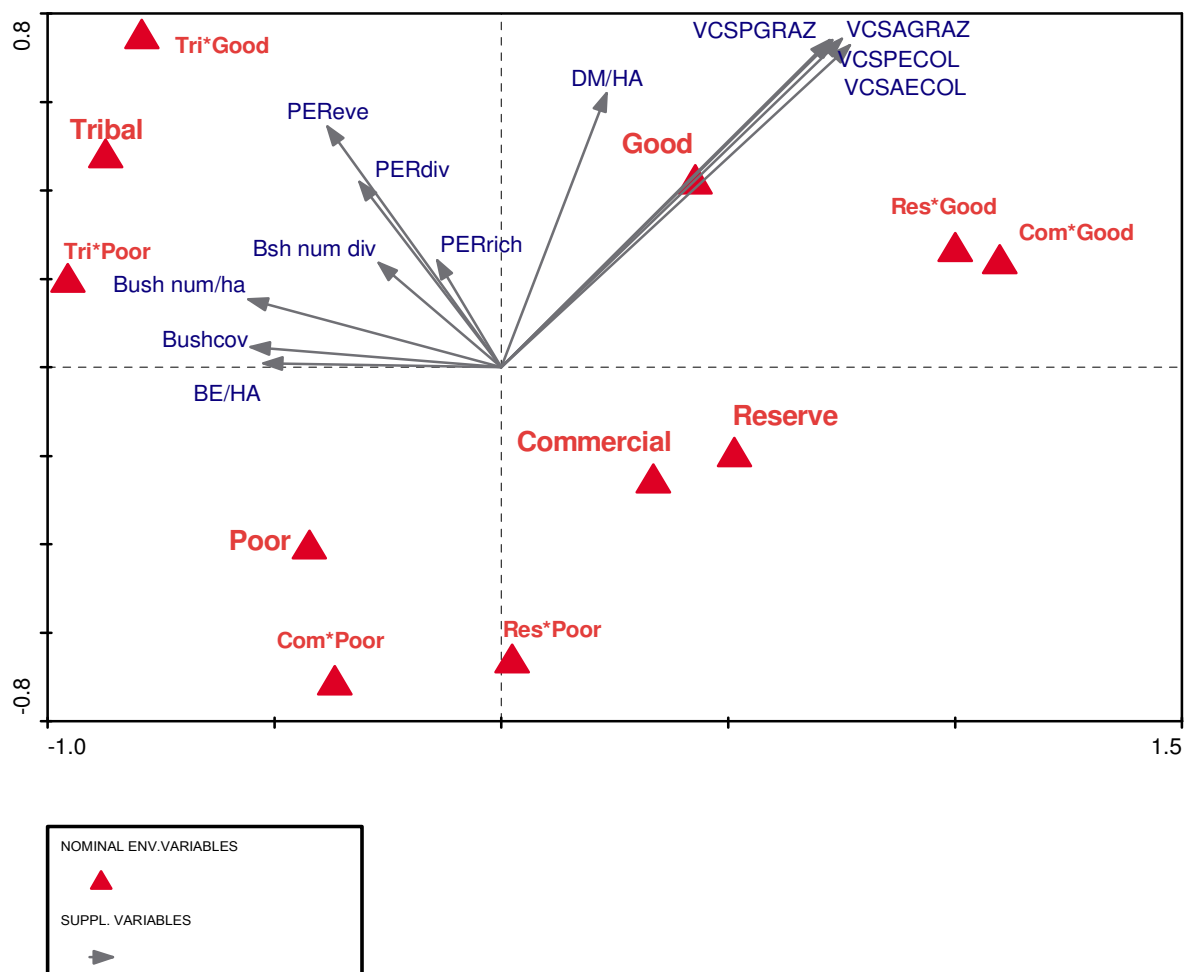 0.8
VCSPGRAZ
VCSAGRAZ
Tri*Good
VCSPECOL
DM/HA
VCSAECOL
PEReve
Tribal
Good
PERdiv
Res*Good
Com*Good
Tri*Poor
Bsh num div
PERrich
Bush num/ha
Bushcov
BE/HA
Reserve
Commercial
Poor
Res*Poor
Com*Poor
-0.8
-1.0
1.5
NOMINAL ENV.VARIABLES
SUPPL. VARIABLES